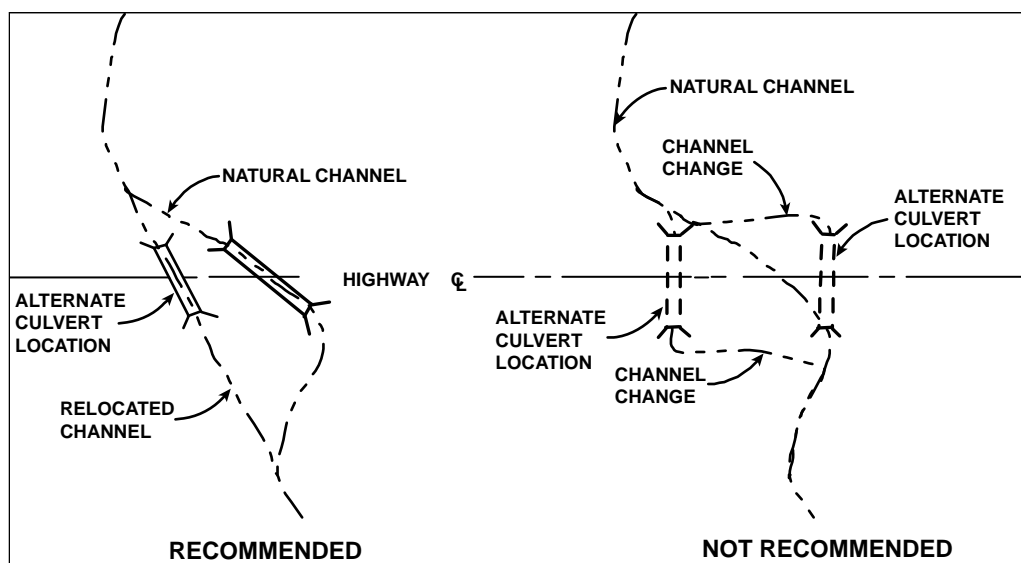 NATURAL CHANNEL
ALTERNATE
CULVERT
LOCATION
RELOCATED
CHANNEL
RECOMMENDED
HIGHWAY ℄
NATURAL CHANNEL
CHANNEL
CHANGE
ALTERNATE
CULVERT
LOCATION
ALTERNATE
CULVERT
LOCATION
CHANNEL
CHANGE
NOT RECOMMENDED